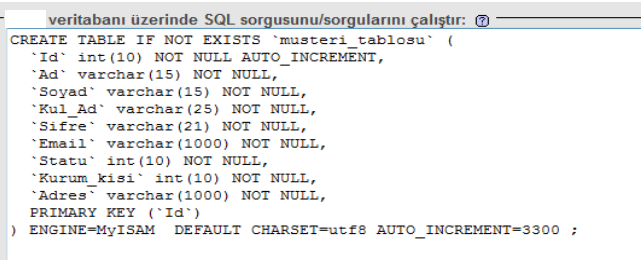 veritabanı üzerinde SQL sorgusunu/sorgularını çalıştır:
CREATE TABLE IF NOT EXISTS `musteri_tablosu` (
  `Id` int(10) NOT NULL AUTO_INCREMENT,
  `Ad` varchar(15) NOT NULL,
  `Soyad` varchar(15) NOT NULL,
  `Kul_Ad` varchar(25) NOT NULL,
  `Sifre` varchar(21) NOT NULL,
  `Email` varchar(1000) NOT NULL,
  `Statu` int(10) NOT NULL,
  `Kurum_kisi` int(10) NOT NULL,
  `Adres` varchar(1000) NOT NULL,
  PRIMARY KEY (`Id`)
) ENGINE=MyISAM  DEFAULT CHARSET=utf8 AUTO_INCREMENT=3300 ;